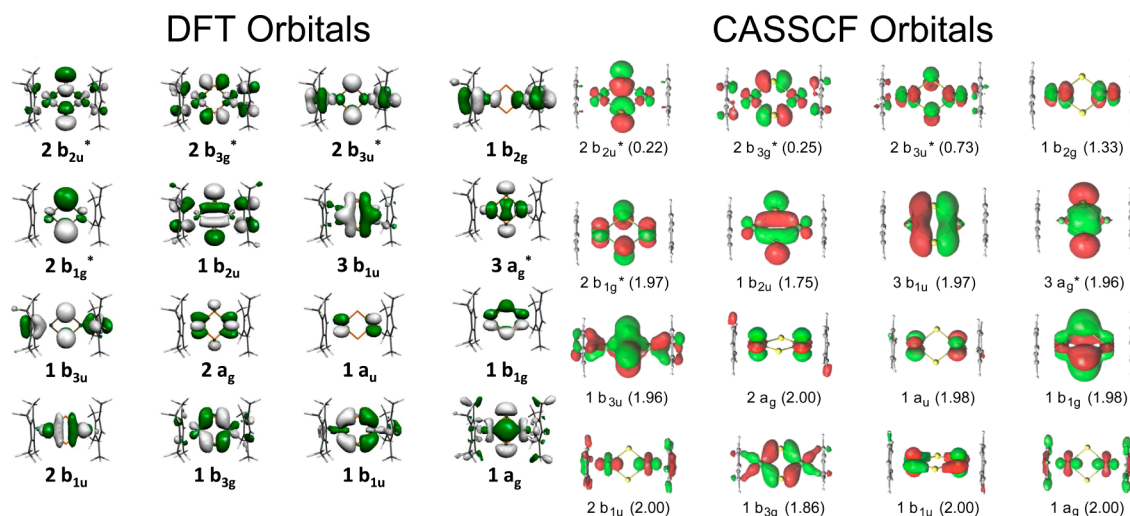 DFT Orbitals
2 b2u* 2 b3g* 2 b3u* 1 b2g
2 b1g* 1 b2u 3 b1u 3 ag*
1 b3u 2 ag 1 au 1 b1g
2 b1u 1 b3g 1 b1u 1 ag
CASSCF Orbitals
2 b2u* (0.22) 2 b3g* (0.25) 2 b3u* (0.73) 1 b2g (1.33)
2 b1g* (1.97) 1 b2u (1.75) 3 b1u (1.97) 3 ag* (1.96)
1 b3u (1.96) 2 ag (2.00) 1 au (1.98) 1 b1g (1.98)
2 b1u (2.00) 1 b3g (1.86) 1 b1u (2.00) 1 ag (2.00)